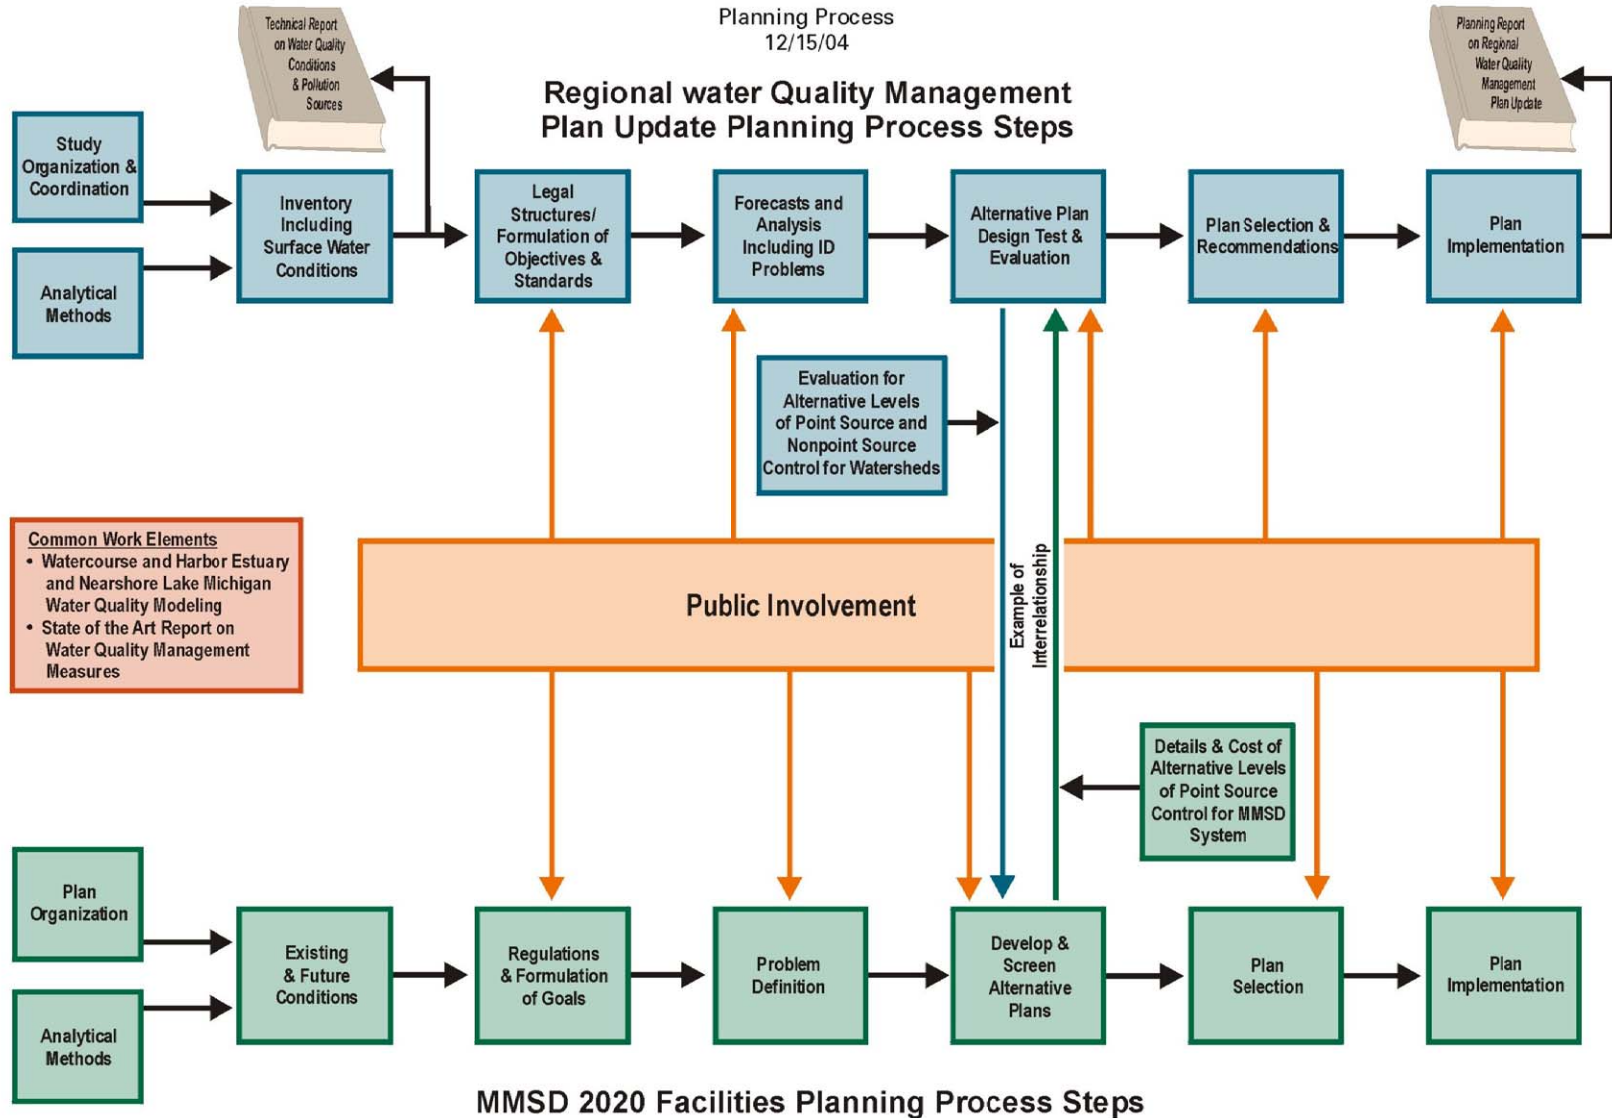 Planning Process
12/15/04
Regional water Quality Management
Plan Update Planning Process Steps
Technical Report
on Water Quality
Conditions
& Pollution
Sources
Planning Report
on Regional
Water Quality
Management
Plan Update
Study
Organization &
Coordination
Analytical
Methods
Inventory
Including
Surface Water
Conditions
Legal
Structures/
Formulation of
Objectives &
Standards
Forecasts and
Analysis
Including ID
Problems
Alternative Plan
Design Test &
Evaluation
Plan Selection &
Recommendations
Plan
Implementation
Evaluation for
Alternative Levels
of Point Source and
Nonpoint Source
Control for Watersheds
Common Work Elements
• Watercourse and Harbor Estuary
and Nearshore Lake Michigan
Water Quality Modeling
• State of the Art Report on
Water Quality Management
Measures
Public Involvement
Example of
Interrelationship
Details & Cost of
Alternative Levels
of Point Source
Control for MMSD
System
Plan
Organization
Analytical
Methods
Existing
& Future
Conditions
Regulations
& Formulation
of Goals
Problem
Definition
Develop &
Screen
Alternative
Plans
Plan
Selection
Plan
Implementation
MMSD 2020 Facilities Planning Process Steps